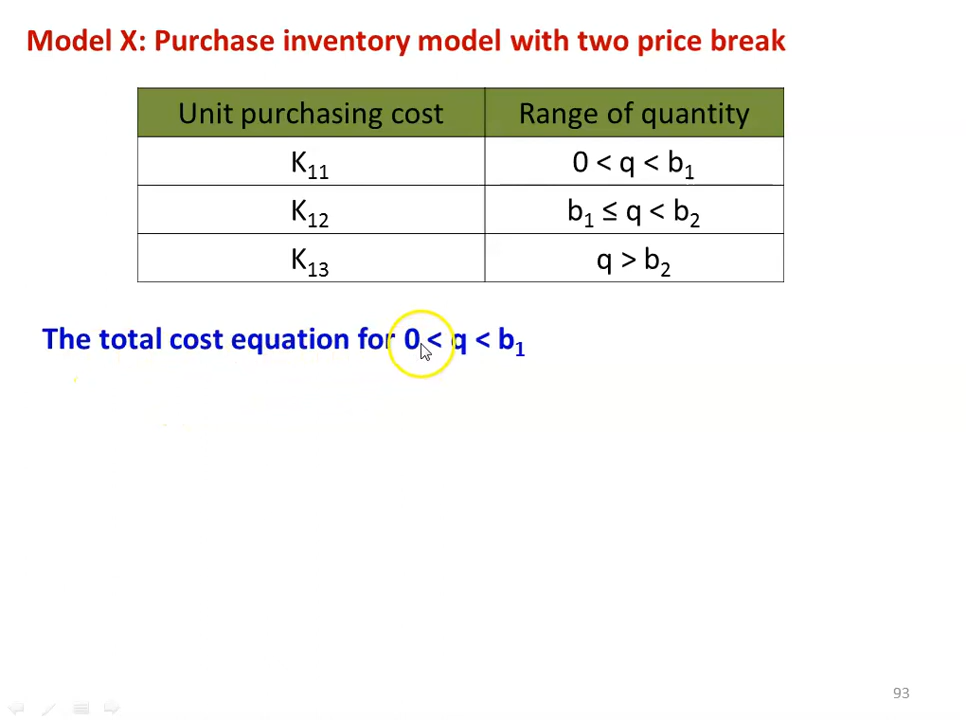 Model X: Purchase inventory model with two price break
Unit purchasing cost Range of quantity
K₁₁ 0 < q < b₁
K₁₂ b₁ ≤ q < b₂
K₁₃ q > b₂
The total cost equation for 0 < q < b₁
93